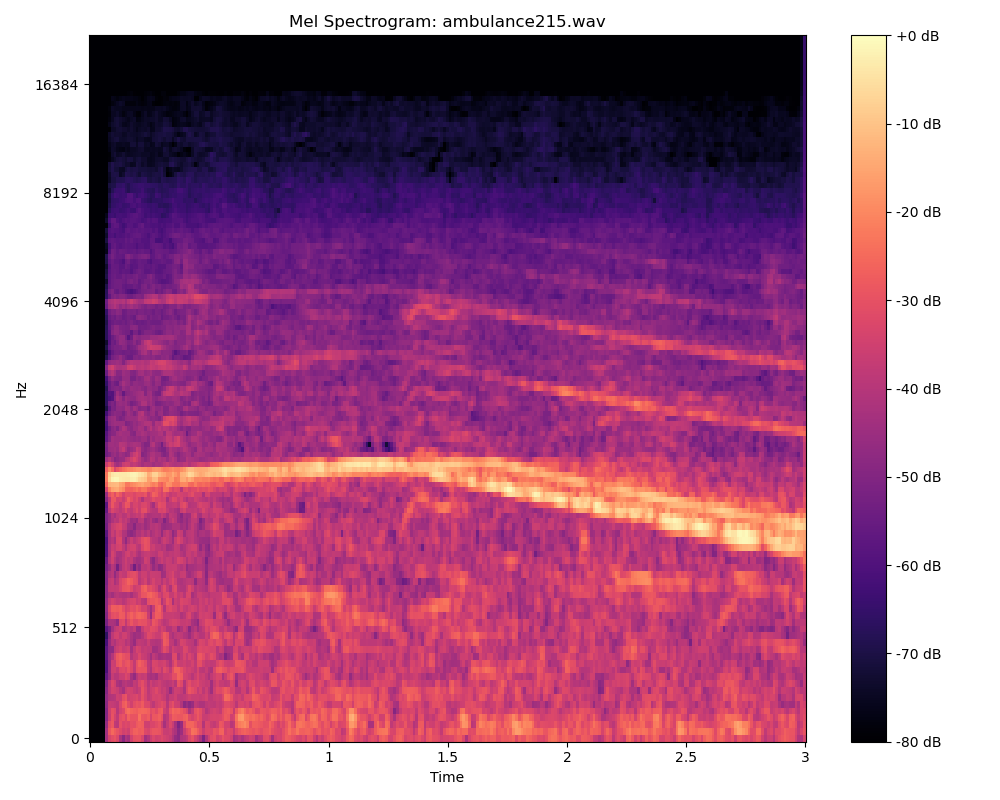 Mel Spectrogram: ambulance215.wav
16384
8192
4096
2048
1024
512
0
Hz
0
0.5
1
1.5
2
2.5
3
Time
+0 dB
-10 dB
-20 dB
-30 dB
-40 dB
-50 dB
-60 dB
-70 dB
-80 dB